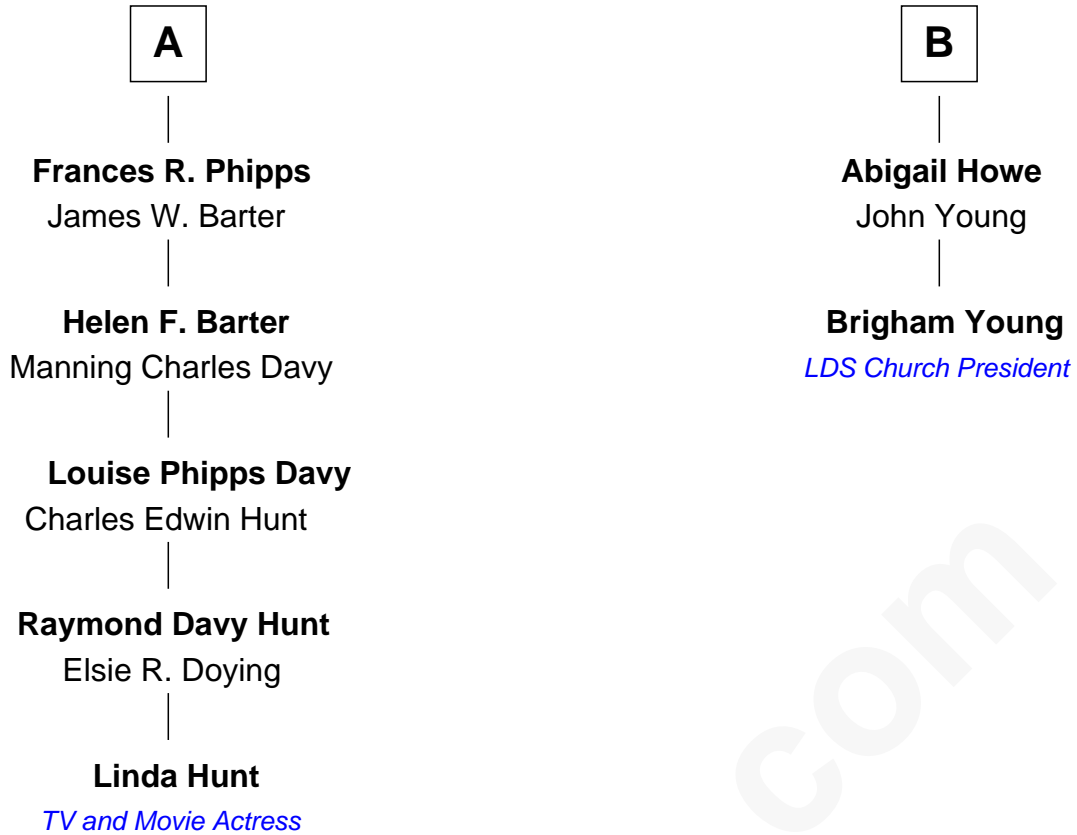 A
Frances R. Phipps
James W. Barter
Helen F. Barter
Manning Charles Davy
Louise Phipps Davy
Charles Edwin Hunt
Raymond Davy Hunt
Elsie R. Doying
Linda Hunt
TV and Movie Actress
B
Abigail Howe
John Young
Brigham Young
LDS Church President
com